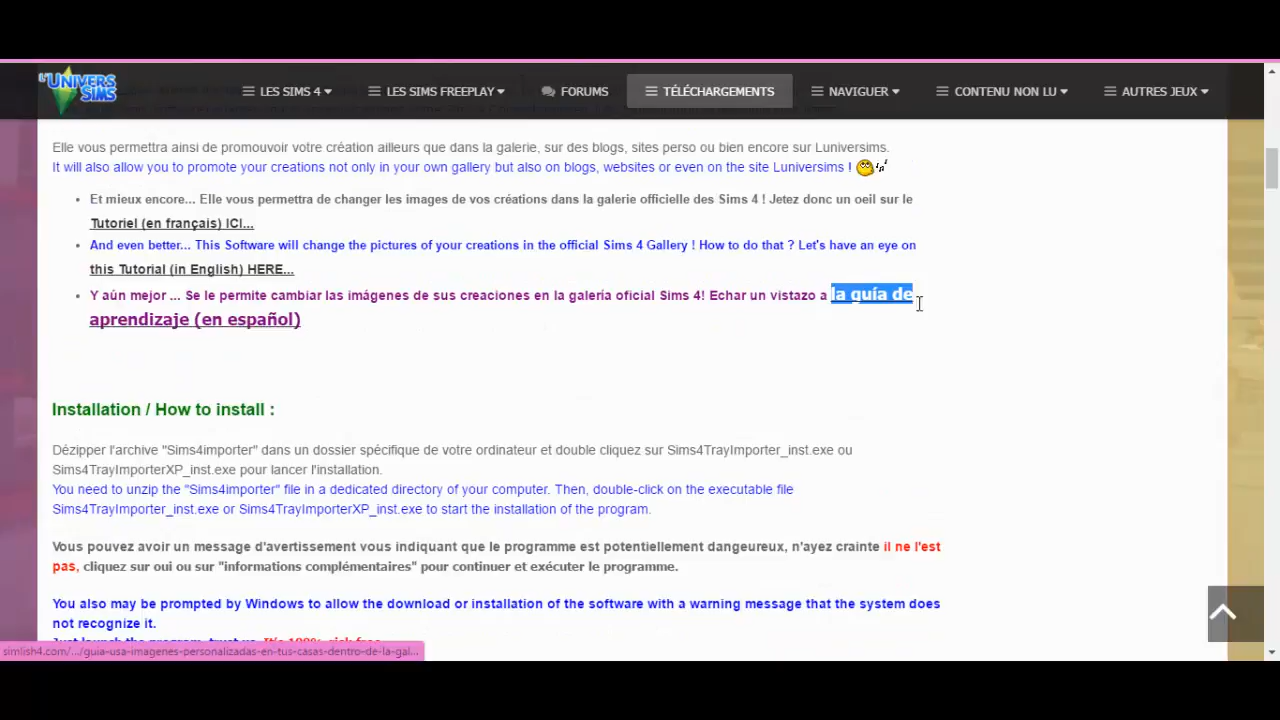 L'UNIVERS
SIMS
LES SIMS 4
LES SIMS FREEPLAY
FORUMS
TÉLÉCHARGEMENTS
NAVIGUER
CONTENU NON LU
AUTRES JEUX
Elle vous permettra ainsi de promouvoir votre création ailleurs que dans la galerie, sur des blogs, sites perso ou bien encore sur Luniversims.
It will also allow you to promote your creations not only in your own gallery but also on blogs, websites or even on the site Luniversims !
• Et mieux encore... Elle vous permettra de changer les images de vos créations dans la galerie officielle des Sims 4 ! Jetez donc un oeil sur le
Tutoriel (en français) ICI...
• And even better... This Software will change the pictures of your creations in the official Sims 4 Gallery ! How to do that ? Let's have an eye on
this Tutorial (in English) HERE...
• Y aûn mejor ... Se le permite cambiar las imágenes de sus creaciones en la galería oficial Sims 4! Echar un vistazo a la guía de
aprendizaje (en español)
Installation / How to install :
Dézipper l'archive "Sims4importer" dans un dossier spécifique de votre ordinateur et double cliquez sur Sims4TrayImporter_inst.exe ou
Sims4TrayImporterXP_inst.exe pour lancer l'installation.
You need to unzip the "Sims4importer" file in a dedicated directory of your computer. Then, double-click on the executable file
Sims4TrayImporter_inst.exe or Sims4TrayImporterXP_inst.exe to start the installation of the program.
Vous pouvez avoir un message d'avertissement vous indiquant que le programme est potentiellement dangeureux, n'ayez crainte il ne l'est
pas, cliquez sur oui ou sur "informations complémentaires" pour continuer et exécuter le programme.
You also may be prompted by Windows to allow the download or installation of the software with a warning message that the system does
not recognize it.
Just launch the program, trust us. It's 100% risk free
simlish4.com/.../guia-usa-imagenes-personalizadas-en-tus-casas-dentro-de-la-gal...